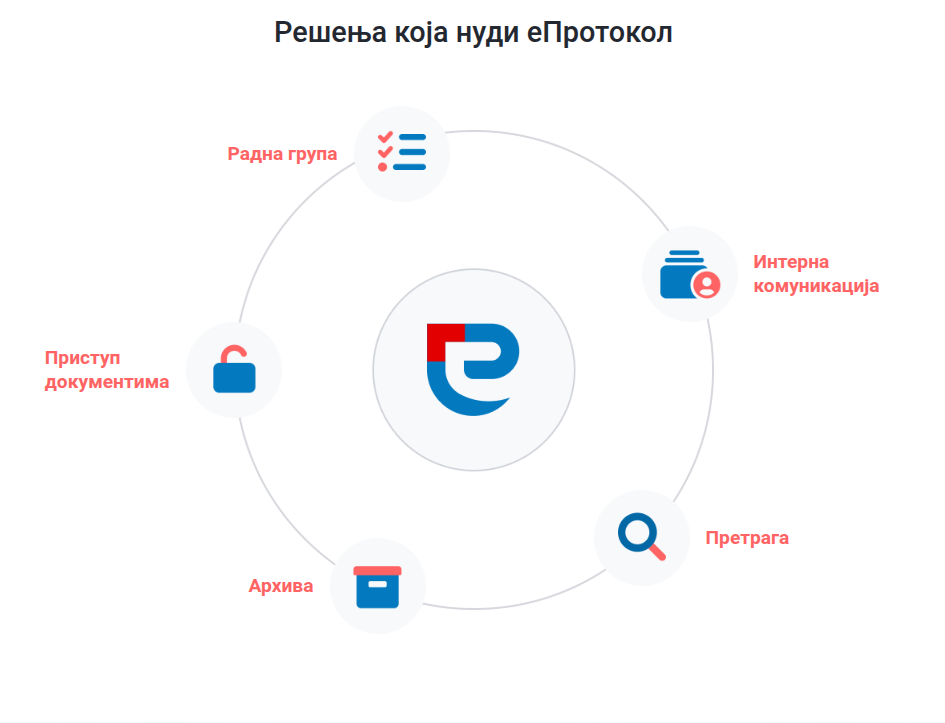 Решења која нуди еПротокол
Радна група
Интерна
комуникација
Приступ
документима
Претрага
Архива